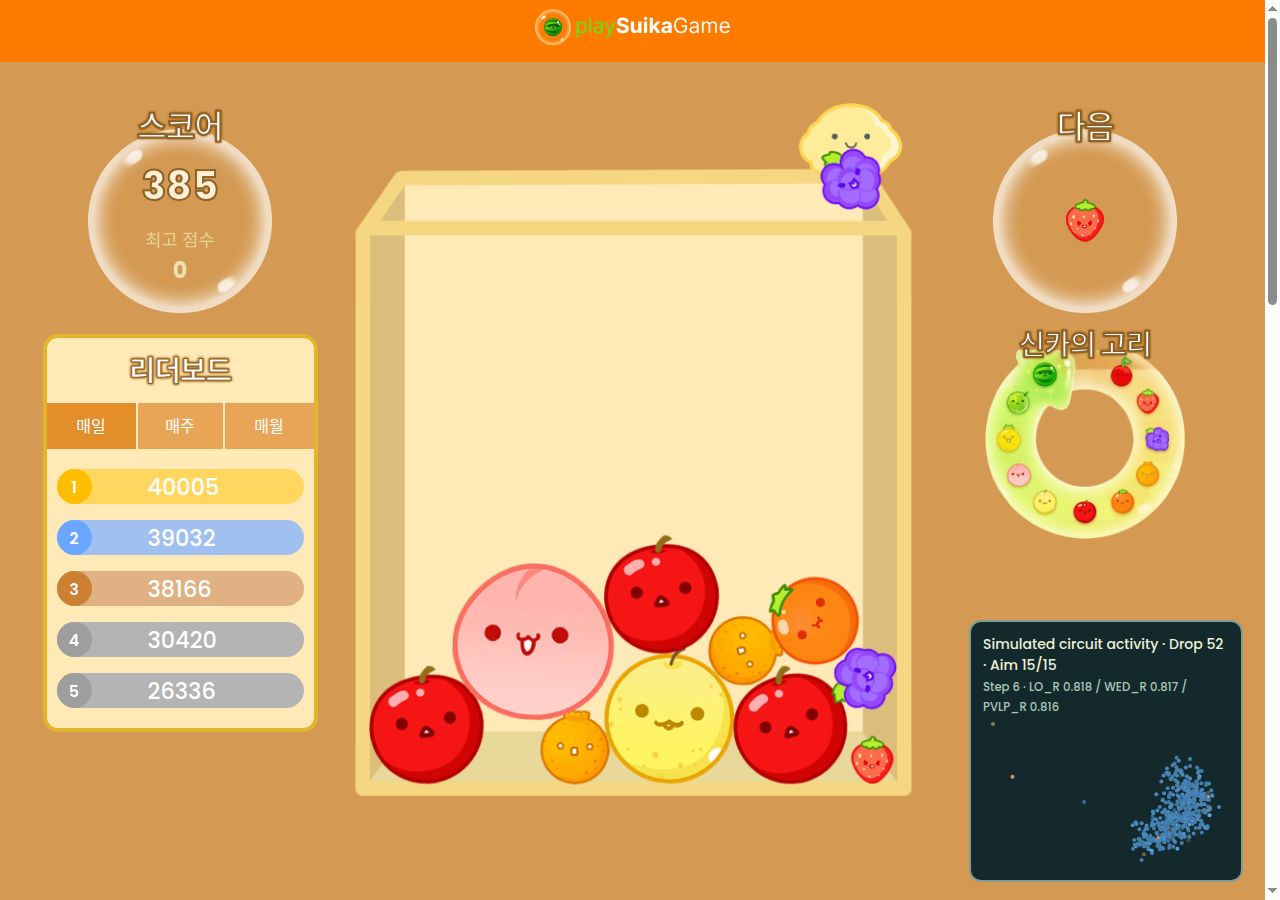 playSuikaGame
스코어
385
최고 점수
0
리더보드
매일 매주 매월
1 40005
2 39032
3 38166
4 30420
5 26336
다음
신카의 고리
Simulated circuit activity · Drop 52
· Aim 15/15
Step 6 · LO_R 0.818 / WED_R 0.817 /
PVLP_R 0.816